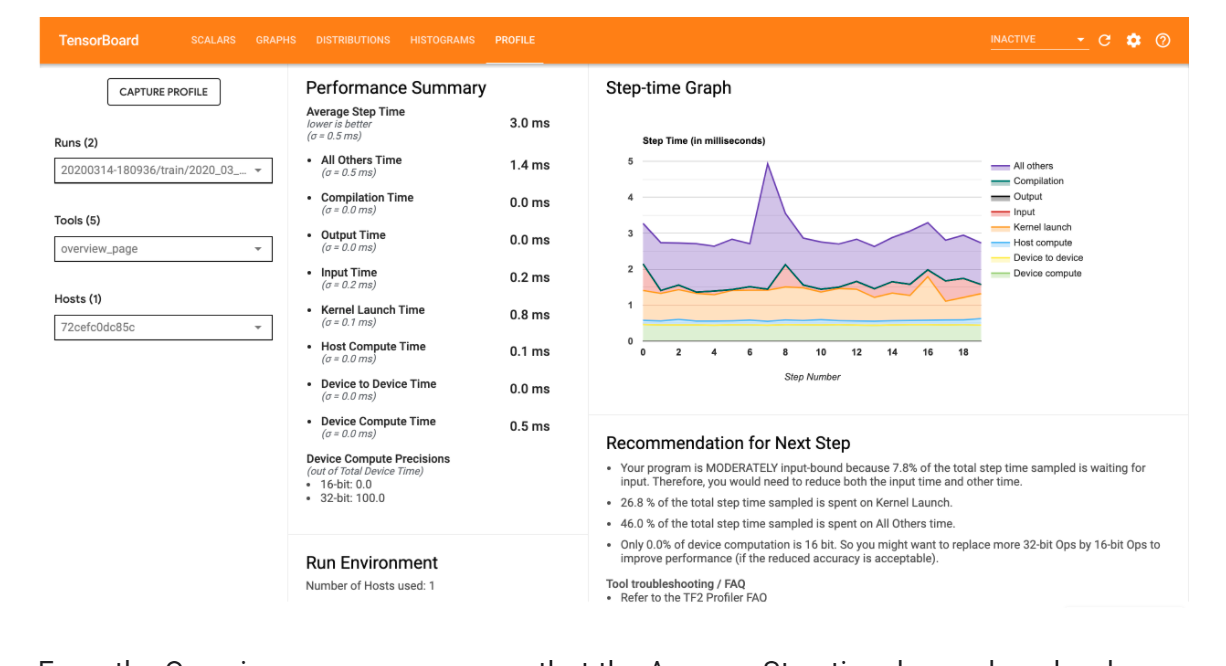 TensorBoard
SCALARS GRAPHS DISTRIBUTIONS HISTOGRAMS PROFILE
INACTIVE
CAPTURE PROFILE
Runs (2)
20200314-180936/train/2020_03_...
Tools (5)
overview_page
Hosts (1)
72cefc0dc85c
Performance Summary
Average Step Time
lower is better
(σ = 0.5 ms)
3.0 ms
• All Others Time
(σ = 0.5 ms)
1.4 ms
• Compilation Time
(σ = 0.0 ms)
0.0 ms
• Output Time
(σ = 0.0 ms)
0.0 ms
• Input Time
(σ = 0.2 ms)
0.2 ms
• Kernel Launch Time
(σ = 0.1 ms)
0.8 ms
• Host Compute Time
(σ = 0.0 ms)
0.1 ms
• Device to Device Time
(σ = 0.0 ms)
0.0 ms
• Device Compute Time
(σ = 0.0 ms)
0.5 ms
Device Compute Precisions
(out of Total Device Time)
• 16-bit: 0.0
• 32-bit: 100.0
Run Environment
Number of Hosts used: 1
Step-time Graph
Step Time (in milliseconds)
5
4
3
2
1
0
0 2 4 6 8 10 12 14 16 18
Step Number
All others
Compilation
Output
Input
Kernel launch
Host compute
Device to device
Device compute
Recommendation for Next Step
• Your program is MODERATELY input-bound because 7.8% of the total step time sampled is waiting for
input. Therefore, you would need to reduce both the input time and other time.
• 26.8 % of the total step time sampled is spent on Kernel Launch.
• 46.0 % of the total step time sampled is spent on All Others time.
• Only 0.0% of device computation is 16 bit. So you might want to replace more 32-bit Ops by 16-bit Ops to
improve performance (if the reduced accuracy is acceptable).
Tool troubleshooting / FAQ
• Refer to the TF2 Profiler FAQ